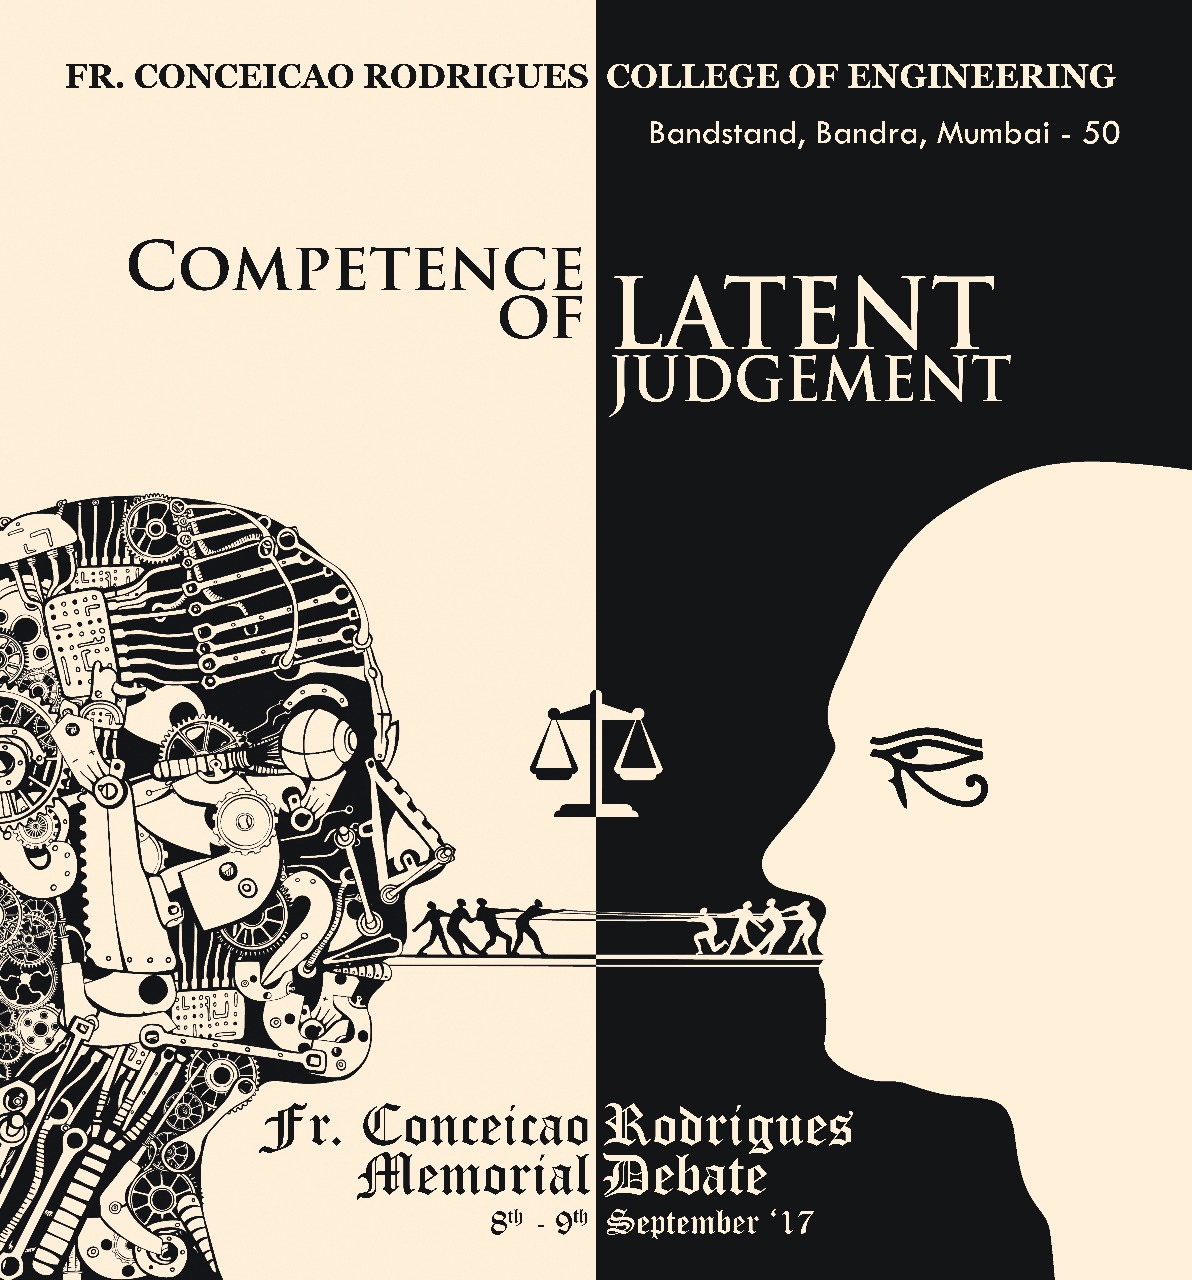 FR. CONCEICAO RODRIGUES COLLEGE OF ENGINEERING
Bandstand, Bandra, Mumbai - 50
COMPETENCE
OF
LATENT
JUDGEMENT
Fr. Conceicao Rodrigues
Memorial Debate
8th - 9th September ‘17